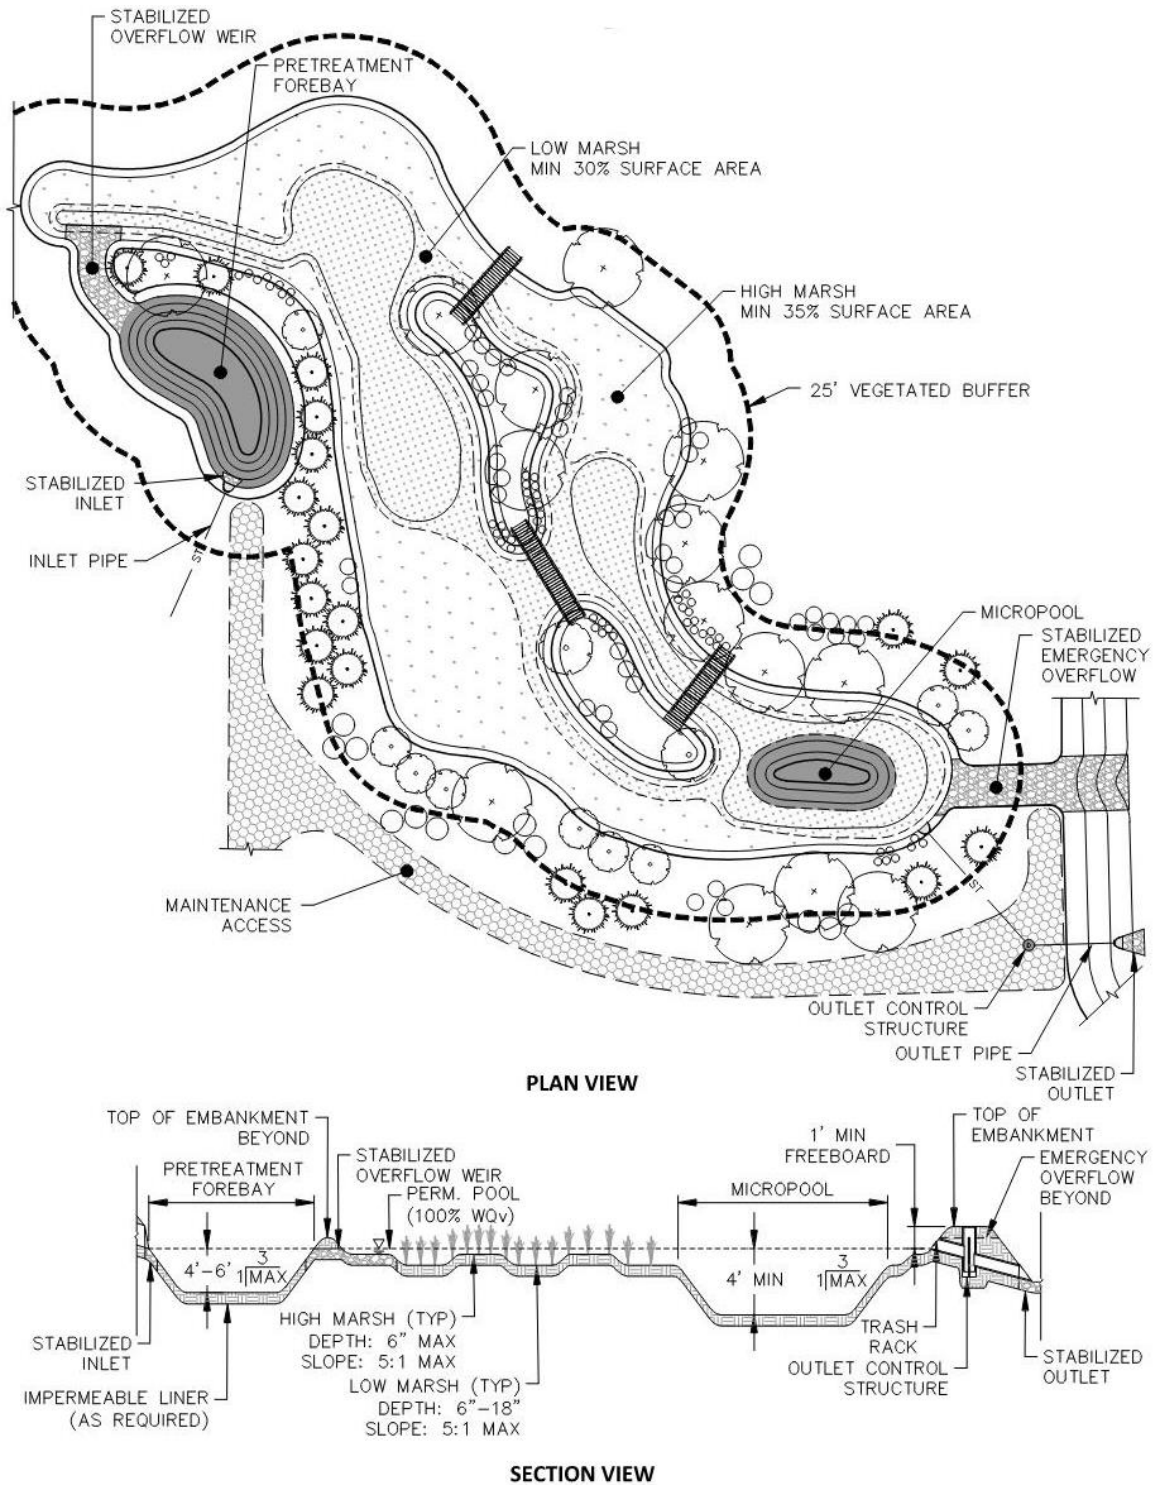 STABILIZED
OVERFLOW WEIR
PRETREATMENT
FOREBAY
LOW MARSH
MIN 30% SURFACE AREA
HIGH MARSH
MIN 35% SURFACE AREA
25' VEGETATED BUFFER
STABILIZED
INLET
INLET PIPE
ST
MICROPOOL
STABILIZED
EMERGENCY
OVERFLOW
MAINTENANCE
ACCESS
ST
OUTLET CONTROL
STRUCTURE
OUTLET PIPE
STABILIZED
OUTLET
PLAN VIEW
TOP OF EMBANKMENT
BEYOND
PRETREATMENT
FOREBAY
STABILIZED
OVERFLOW WEIR
PERM. POOL
(100% WQv)
MICROPOOL
1' MIN
FREEBOARD
TOP OF
EMBANKMENT
EMERGENCY
OVERFLOW
BEYOND
4'-6'
3
1 MAX
4' MIN
3
1 MAX
STABILIZED
INLET
IMPERMEABLE LINER
(AS REQUIRED)
HIGH MARSH (TYP)
DEPTH: 6" MAX
SLOPE: 5:1 MAX
LOW MARSH (TYP)
DEPTH: 6"-18"
SLOPE: 5:1 MAX
TRASH
RACK
OUTLET CONTROL
STRUCTURE
STABILIZED
OUTLET
SECTION VIEW